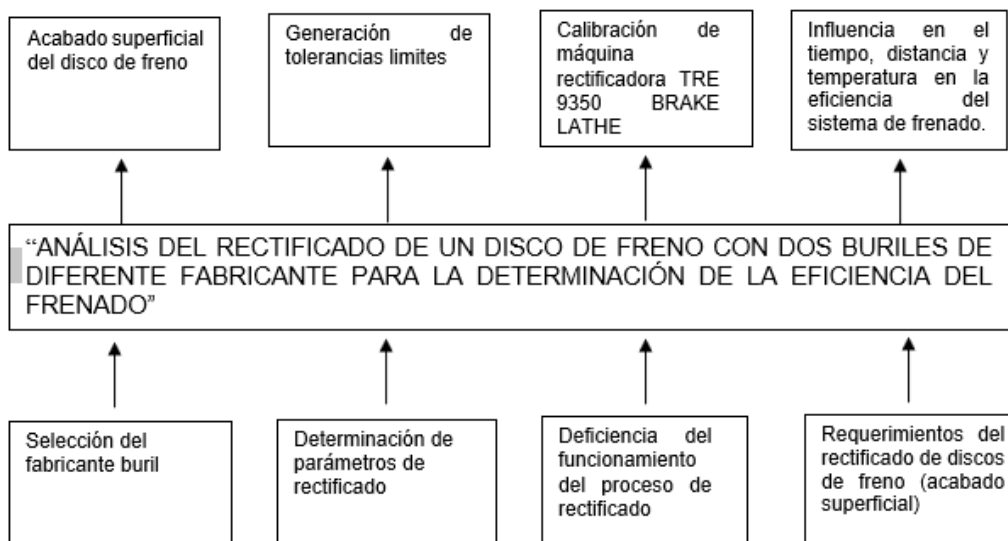 Acabado superficial
del disco de freno
Generación de
tolerancias limites
Calibración de
máquina
rectificadora TRE
9350 BRAKE
LATHE
Influencia en el
tiempo, distancia y
temperatura en la
eficiencia del
sistema de frenado.
“ANÁLISIS DEL RECTIFICADO DE UN DISCO DE FRENO CON DOS BURILES DE
DIFERENTE FABRICANTE PARA LA DETERMINACIÓN DE LA EFICIENCIA DEL
FRENADO”
Selección del
fabricante buril
Determinación de
parámetros de
rectificado
Deficiencia del
funcionamiento
del proceso de
rectificado
Requerimientos del
rectificado de discos
de freno (acabado
superficial)